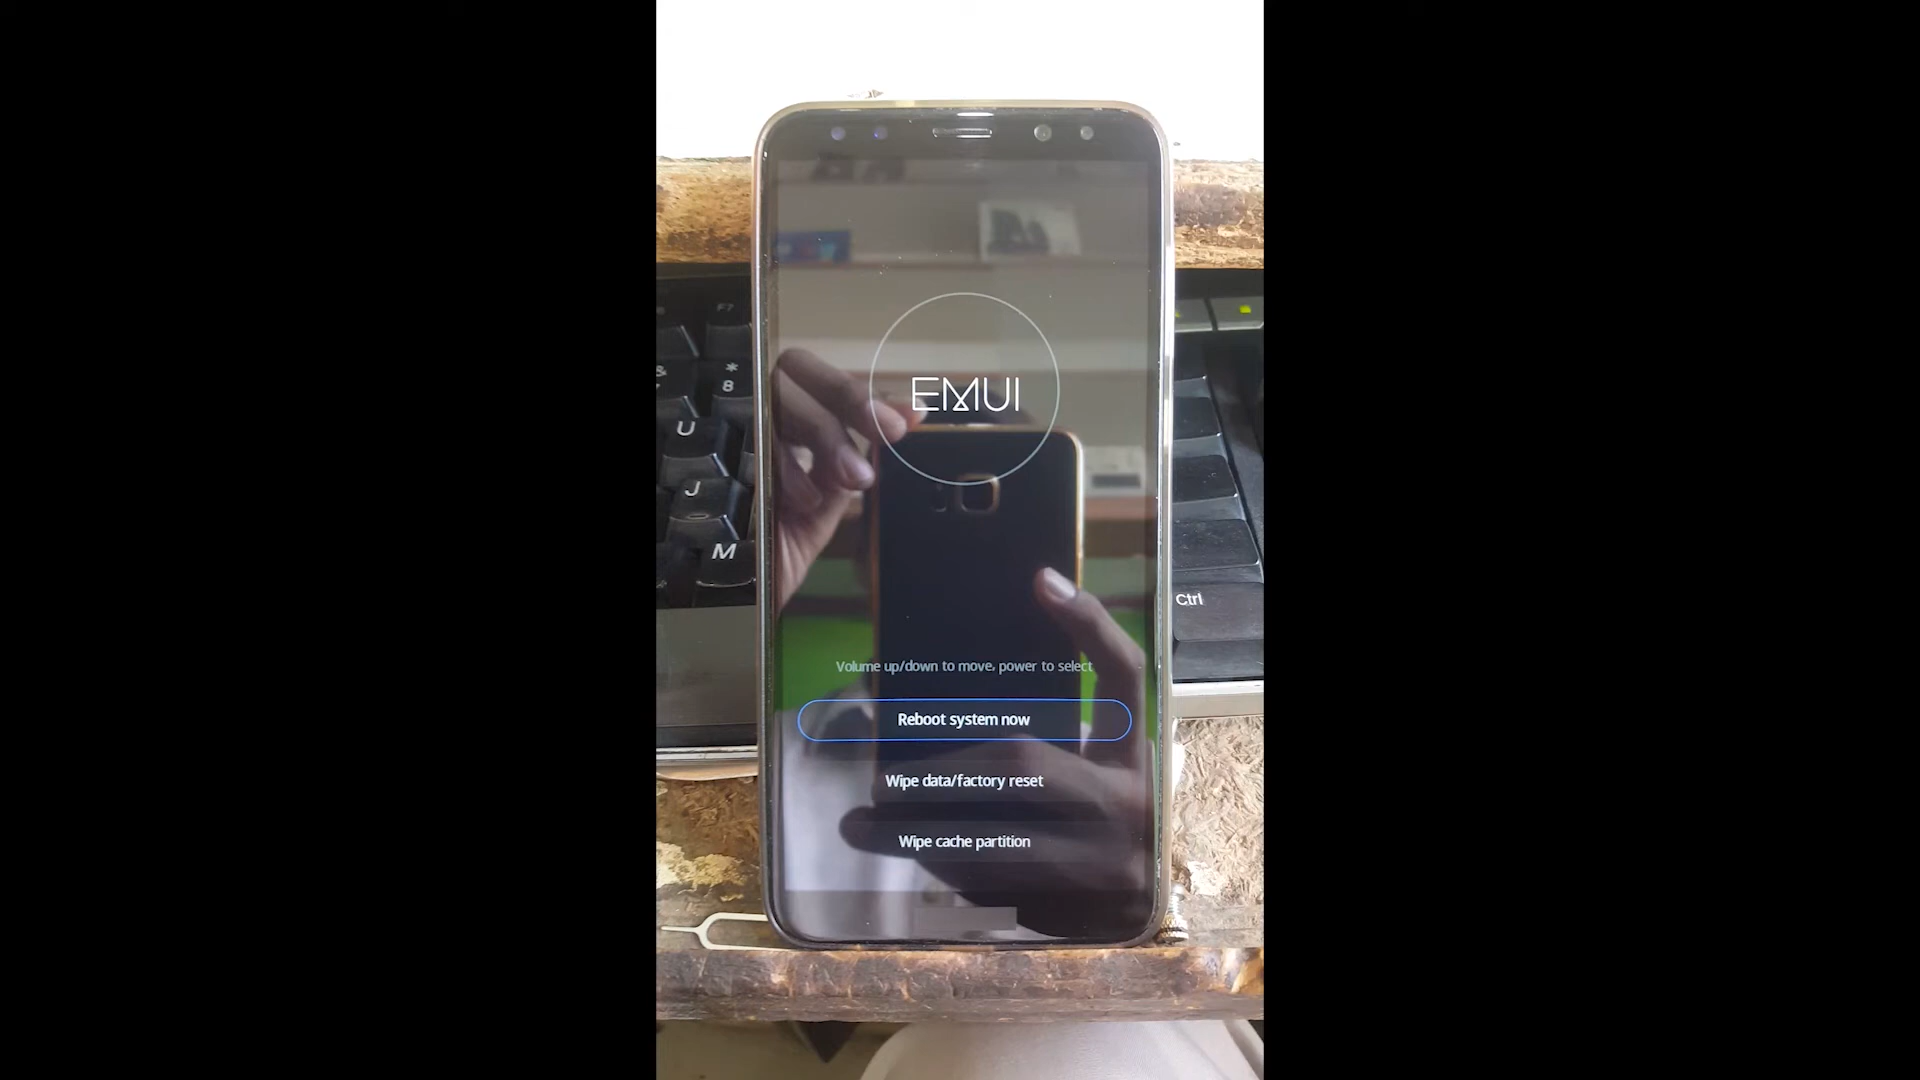 F7
*
8
U
J
M
Ctrl
EMUI
Volume up/down to move, power to select
Reboot system now
Wipe data/factory reset
Wipe cache partition